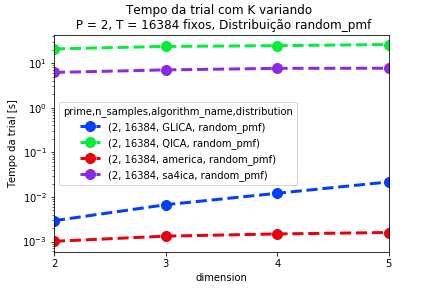 Tempo da trial com K variando
P = 2, T = 16384 fixos, Distribuição random_pmf
Tempo da trial [s]
10¹
10⁰
10⁻¹
10⁻²
10⁻³
prime,n_samples,algorithm_name,distribution
(2, 16384, GLICA, random_pmf)
(2, 16384, QICA, random_pmf)
(2, 16384, america, random_pmf)
(2, 16384, sa4ica, random_pmf)
2 3 4 5
dimension